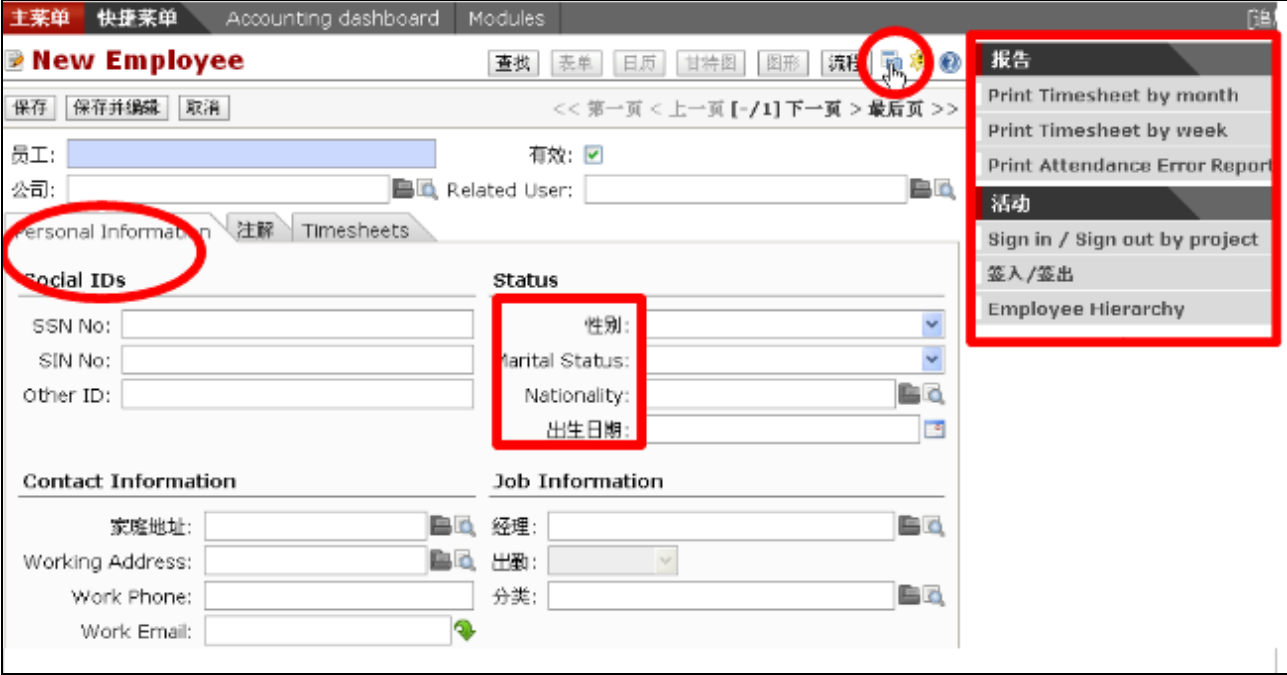 主菜单 快捷菜单 Accounting dashboard Modules [追
New Employee 查找 表单 日历 甘特图 图形 流程
保存 保存并编辑 取消 << 第一页 < 上一页 [-/1] 下一页 > 最后页 >>
员工: 有效:
公司: Related User:
Personal Information 注解 Timesheets
Social IDs Status
SSN No: 性别:
SIN No: Marital Status:
Other ID: Nationality:
出生日期:
Contact Information Job Information
家庭地址: 经理:
Working Address: 出勤:
Work Phone: 分类:
Work Email:
报告
Print Timesheet by month
Print Timesheet by week
Print Attendance Error Report
活动
Sign in / Sign out by project
签入/签出
Employee Hierarchy